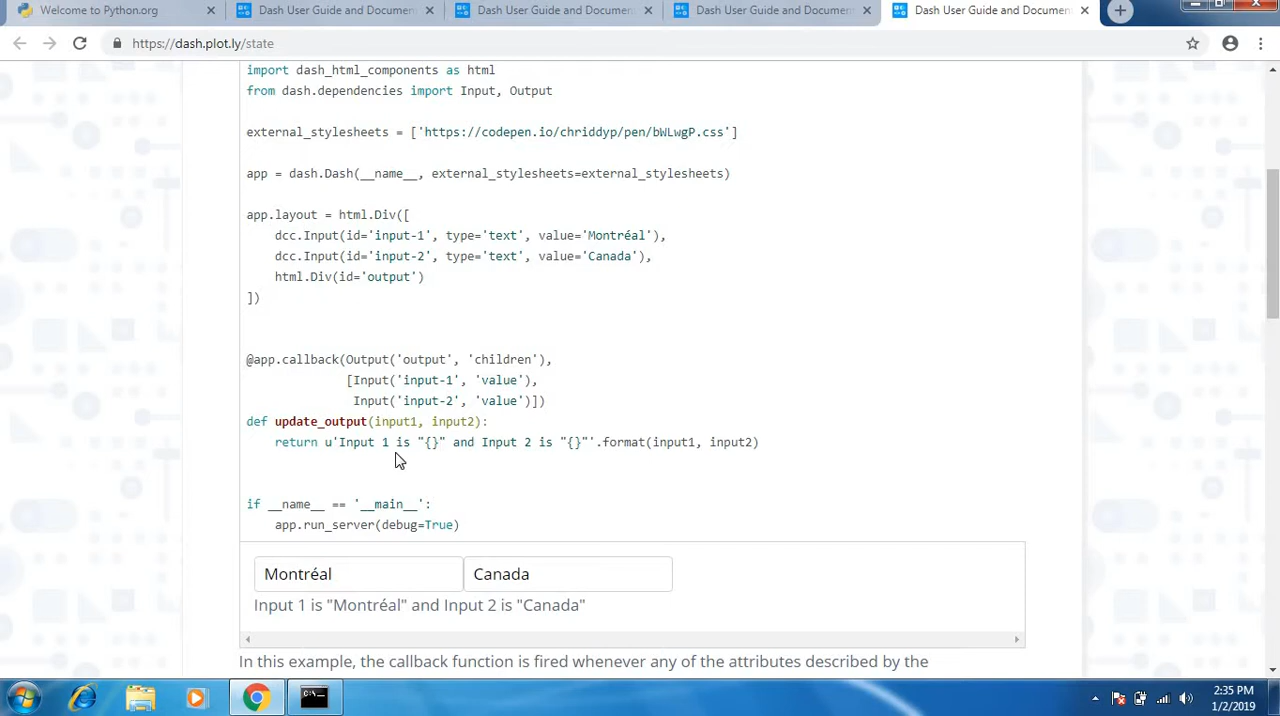 Welcome to Python.org
Dash User Guide and Documen
Dash User Guide and Documen
Dash User Guide and Documen
Dash User Guide and Documen
https://dash.plot.ly/state
import dash_html_components as html
from dash.dependencies import Input, Output
external_stylesheets = ['https://codepen.io/chriddyp/pen/bWLwgP.css']
app = dash.Dash(__name__, external_stylesheets=external_stylesheets)
app.layout = html.Div([
dcc.Input(id='input-1', type='text', value='Montréal'),
dcc.Input(id='input-2', type='text', value='Canada'),
html.Div(id='output')
])
@app.callback(Output('output', 'children'),
[Input('input-1', 'value'),
Input('input-2', 'value')])
def update_output(input1, input2):
return u'Input 1 is "{}" and Input 2 is "{}"'.format(input1, input2)
if __name__ == '__main__':
app.run_server(debug=True)
Montréal
Canada
Input 1 is "Montréal" and Input 2 is "Canada"
In this example, the callback function is fired whenever any of the attributes described by the
2:35 PM
1/2/2019